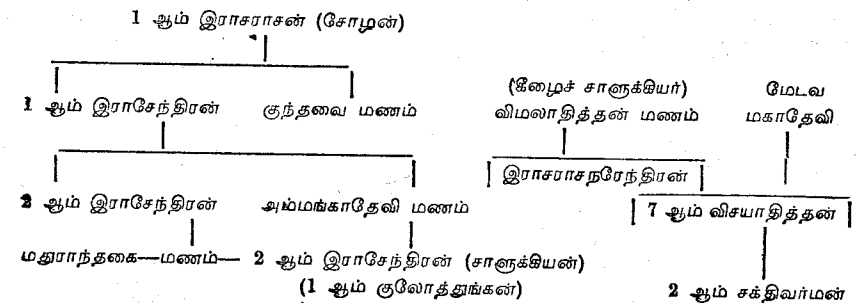 1 ஆம் இராசராசன் (சோழன்)
(கீழைச் சாளுக்கியர்) மேடவ
1 ஆம் இராசேந்திரன் குந்தவை மணம் விமலாதித்தன் மணம் மகாதேவி
இராசராசநரேந்திரன்
2 ஆம் இராசேந்திரன் அம்மங்காதேவி மணம் 7 ஆம் விசயாதித்தன்
மதுராந்தகை—மணம்— 2 ஆம் இராசேந்திரன் (சாளுக்கியன்)
(1 ஆம் குலோத்துங்கன்) 2 ஆம் சக்திவர்மன்